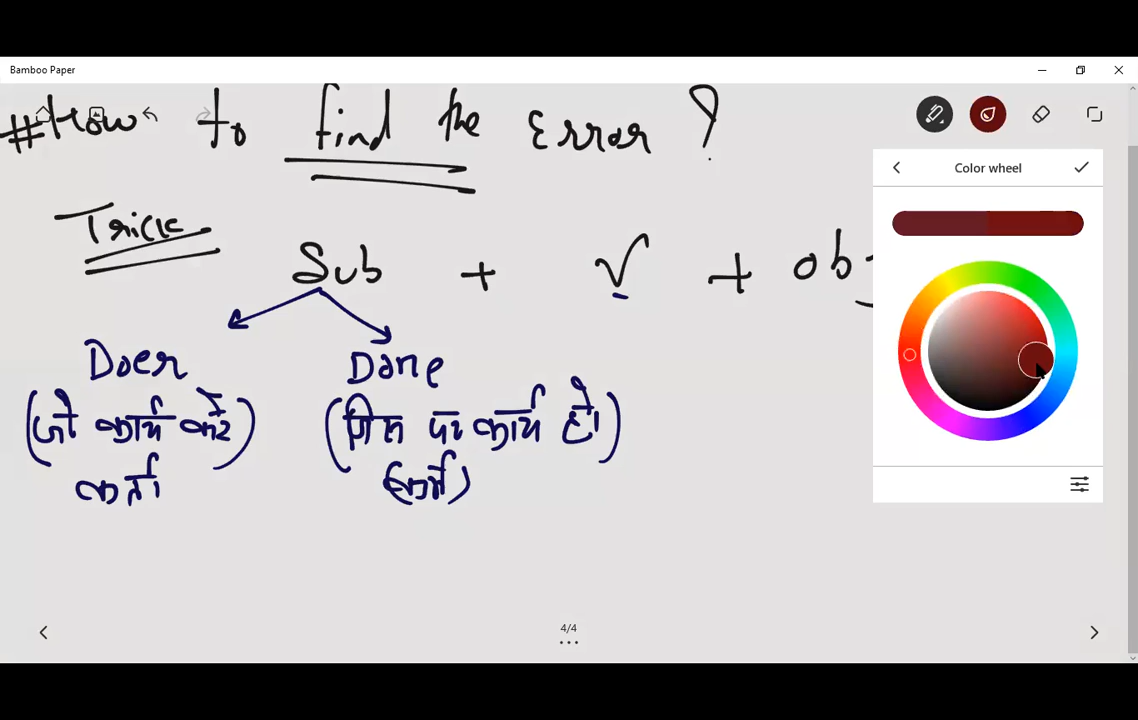 Bamboo Paper
#How to find the Error ?
Color wheel
Trick
Sub + V + obj
Doer Done
(जो कार्य करे) (जिस पर कार्य हो)
कर्ता (कर्म)
4/4